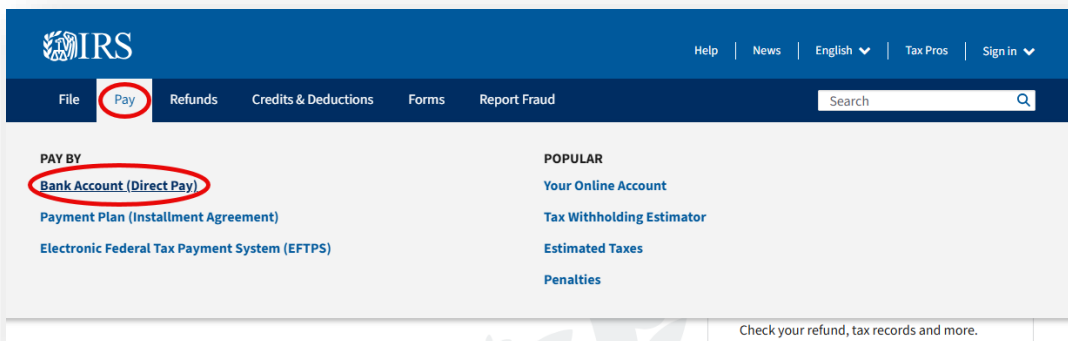 IRS
Help News English Tax Pros Sign in
File Pay Refunds Credits & Deductions Forms Report Fraud Search
PAY BY
Bank Account (Direct Pay)
Payment Plan (Installment Agreement)
Electronic Federal Tax Payment System (EFTPS)
POPULAR
Your Online Account
Tax Withholding Estimator
Estimated Taxes
Penalties
Check your refund, tax records and more.